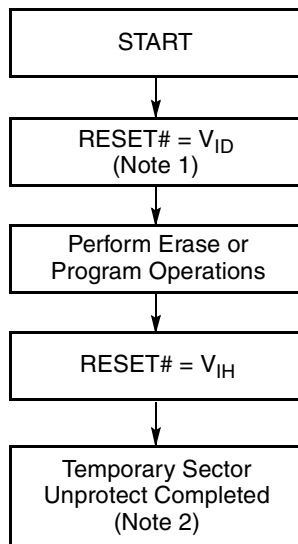 START
RESET# = VID
(Note 1)
Perform Erase or
Program Operations
RESET# = VIH
Temporary Sector
Unprotect Completed
(Note 2)